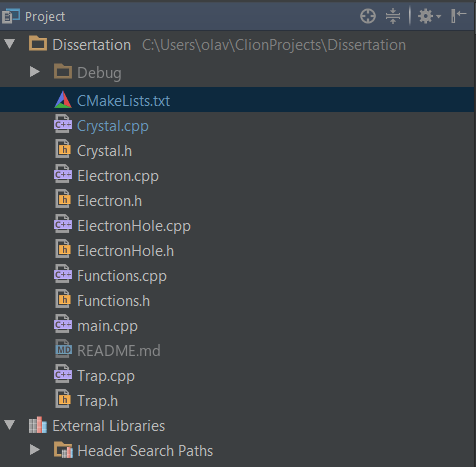 Project
Dissertation C:\Users\olav\ClionProjects\Dissertation
Debug
CMakeLists.txt
C++ Crystal.cpp
h Crystal.h
C++ Electron.cpp
h Electron.h
C++ ElectronHole.cpp
h ElectronHole.h
C++ Functions.cpp
h Functions.h
C++ main.cpp
MD README.md
C++ Trap.cpp
h Trap.h
External Libraries
Header Search Paths